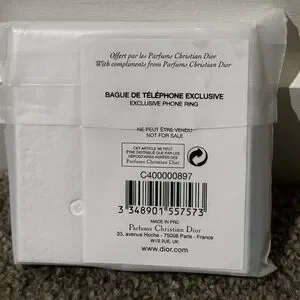 Offert par les Parfums Christian Dior
With compliments from Parfums Christian Dior
BAGUE DE TÉLÉPHONE EXCLUSIVE
EXCLUSIVE PHONE RING
NE PEUT ÊTRE VENDU
NOT FOR SALE
CET ARTICLE NE PEUT
ÊTRE DISTRIBUÉ QUE PAR LES
DÉPOSITAIRES AGRÉÉS DES
Parfums Christian Dior
C400000897
3 348901 557573
MADE IN PRC
Parfums Christian Dior
33, avenue Hoche - 75008 Paris - France
W1S 2UE, UK
www.dior.com